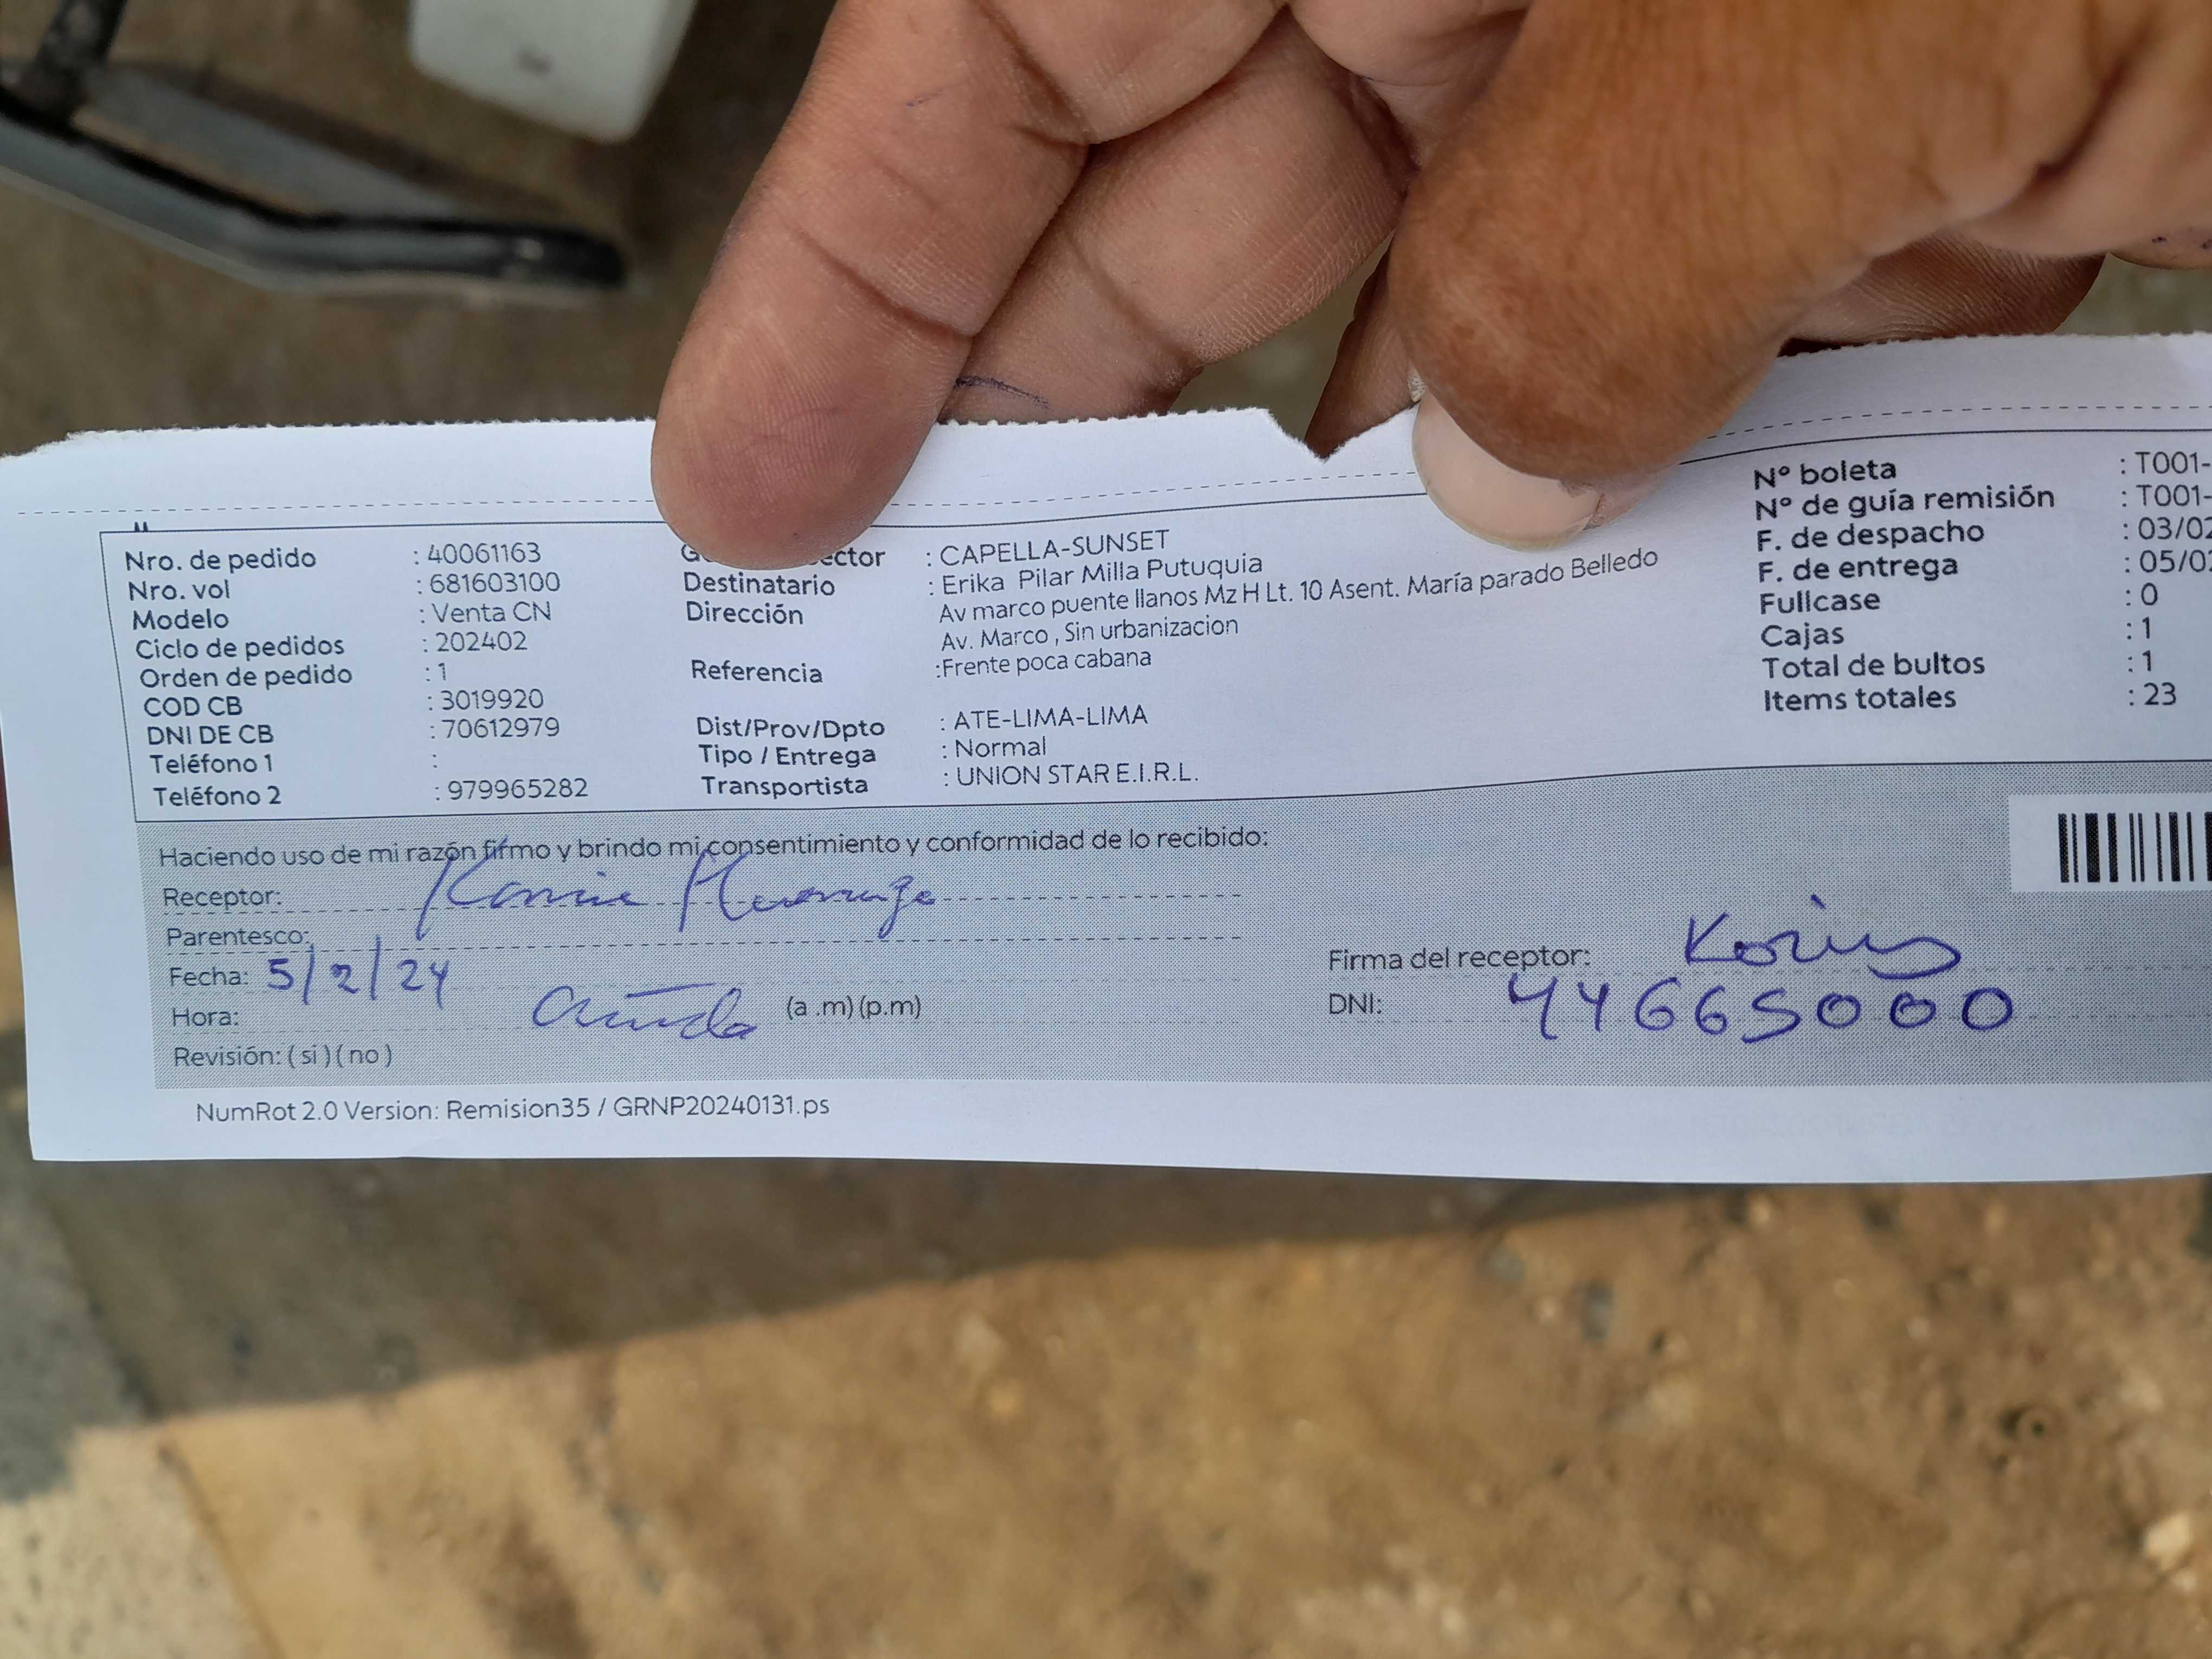 Nro. de pedido : 40061163
Nro. vol : 681603100
Modelo : Venta CN
Ciclo de pedidos : 202402
Orden de pedido : 1
COD CB : 3019920
DNI DE CB : 70612979
Teléfono 1 :
Teléfono 2 : 979965282
: CAPELLA-SUNSET
Destinatario : Erika Pilar Milla Putuquia
Dirección Av marco puente llanos Mz H Lt. 10 Asent. María parado Belledo
Av. Marco , Sin urbanizacion
Referencia :Frente poca cabana
Dist/Prov/Dpto : ATE-LIMA-LIMA
Tipo / Entrega : Normal
Transportista : UNION STAR E.I.R.L.
Nº boleta : T001-
Nº de guía remisión : T001-
F. de despacho : 03/02
F. de entrega : 05/02
Fullcase : 0
Cajas : 1
Total de bultos : 1
Items totales : 23
Haciendo uso de mi razón firmo y brindo mi consentimiento y conformidad de lo recibido:
Receptor:
Parentesco:
Fecha: 5/2/24
Hora: (a .m) (p.m)
Revisión: ( si ) ( no )
Firma del receptor:
DNI: 44665000
NumRot 2.0 Version: Remision35 / GRNP20240131.ps